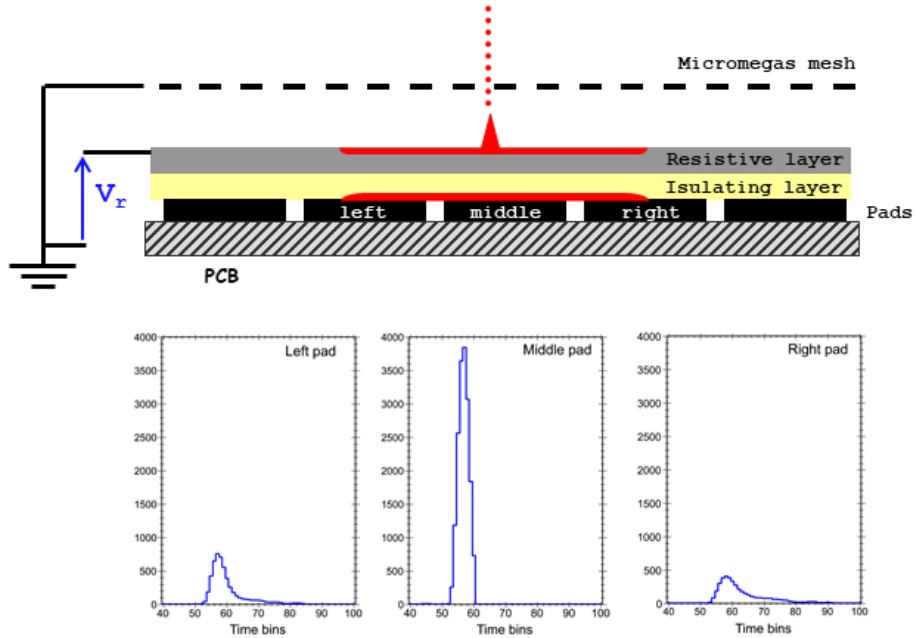 Micromegas mesh
Resistive layer
Vr
Isulating layer
left middle right
Pads
PCB
4000 Left pad
3500
3000
2500
2000
1500
1000
500
0
40 50 60 70 80 90 100
Time bins
4000 Middle pad
3500
3000
2500
2000
1500
1000
500
0
40 50 60 70 80 90 100
Time bins
4000 Right pad
3500
3000
2500
2000
1500
1000
500
0
40 50 60 70 80 90 100
Time bins